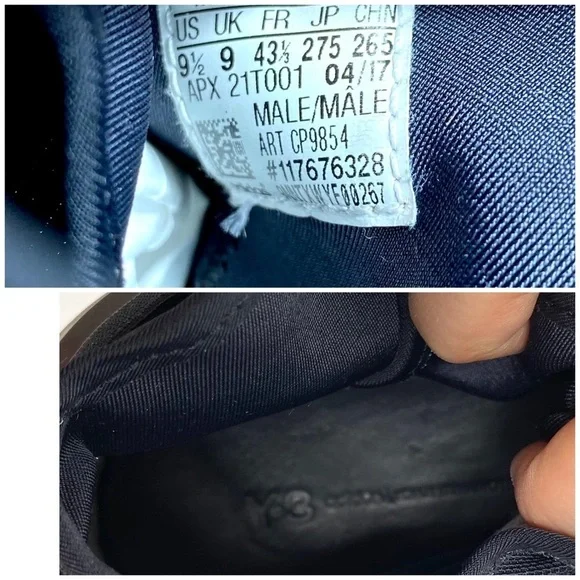 US UK FR JP CHN
9½ 9 43⅓ 275 265
APX 21T001 04/17
MALE/MÂLE
ART CP9854
#117676328
YF00267
Y-3